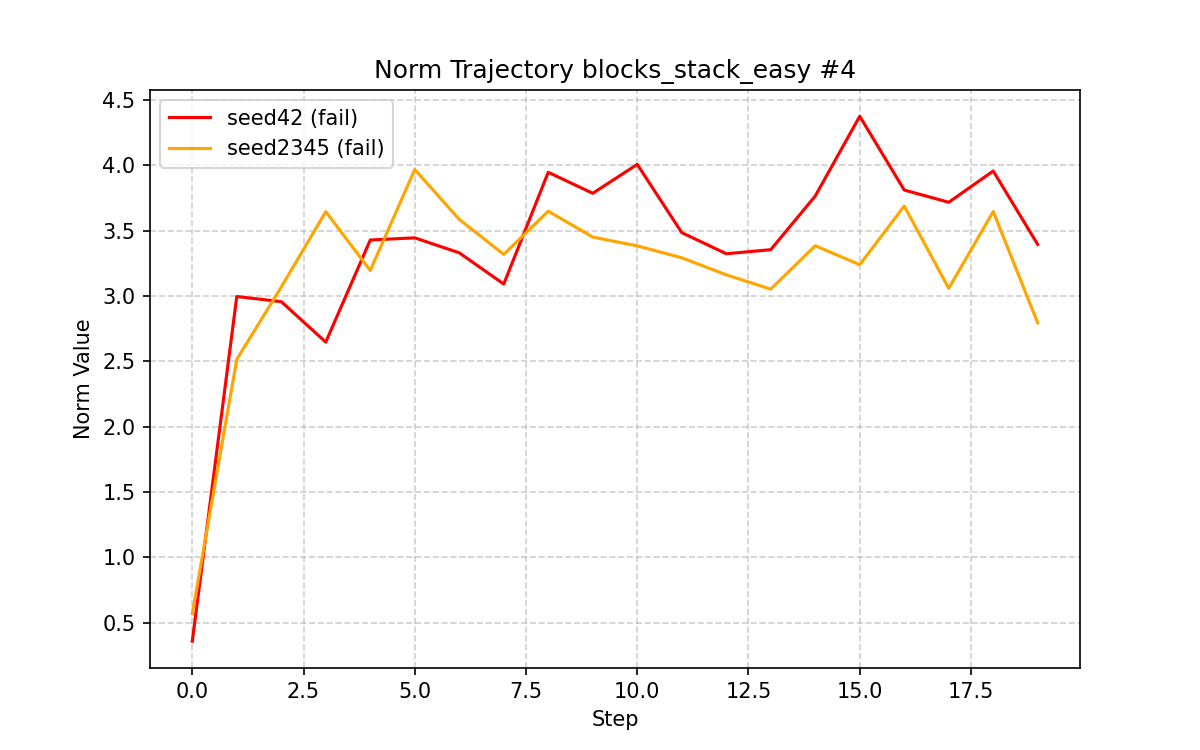 Norm Trajectory blocks_stack_easy #4
seed42 (fail)
seed2345 (fail)
Norm Value
4.5
4.0
3.5
3.0
2.5
2.0
1.5
1.0
0.5
0.0 2.5 5.0 7.5 10.0 12.5 15.0 17.5
Step